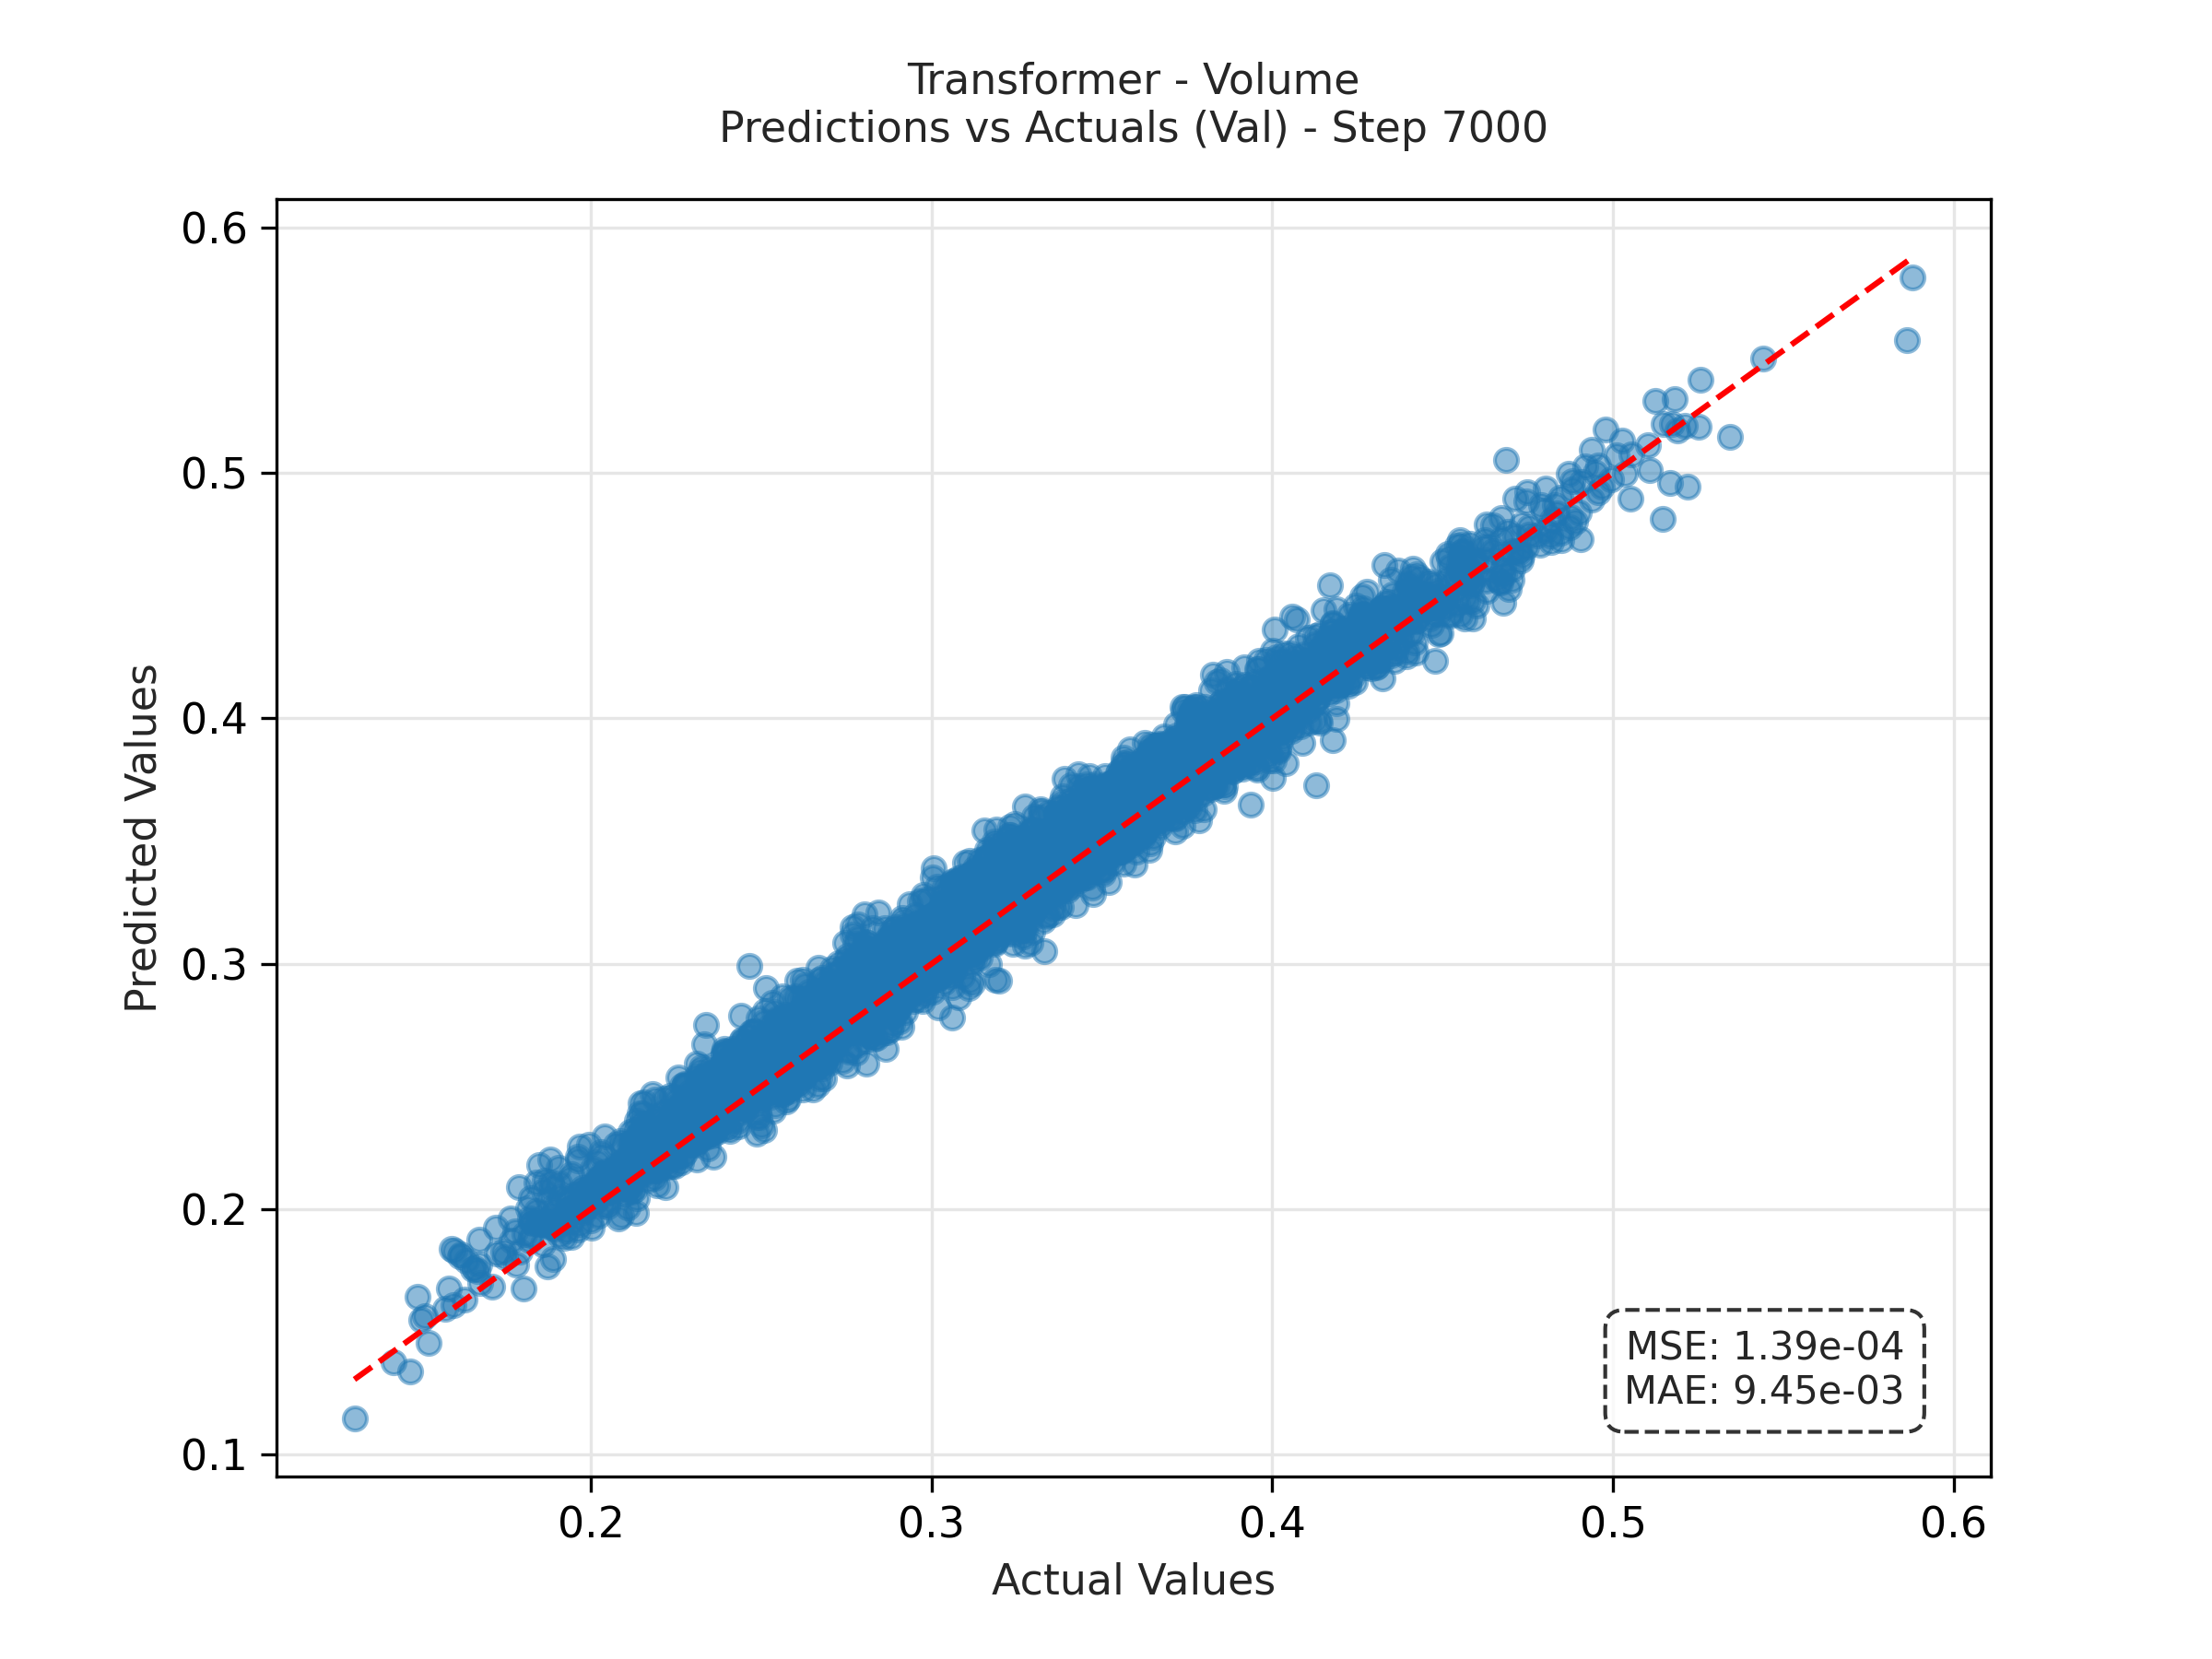 Transformer - Volume
Predictions vs Actuals (Val) - Step 7000
0.6
0.5
0.4
0.3
0.2
0.1
Predicted Values
MSE: 1.39e-04
MAE: 9.45e-03
0.2 0.3 0.4 0.5 0.6
Actual Values